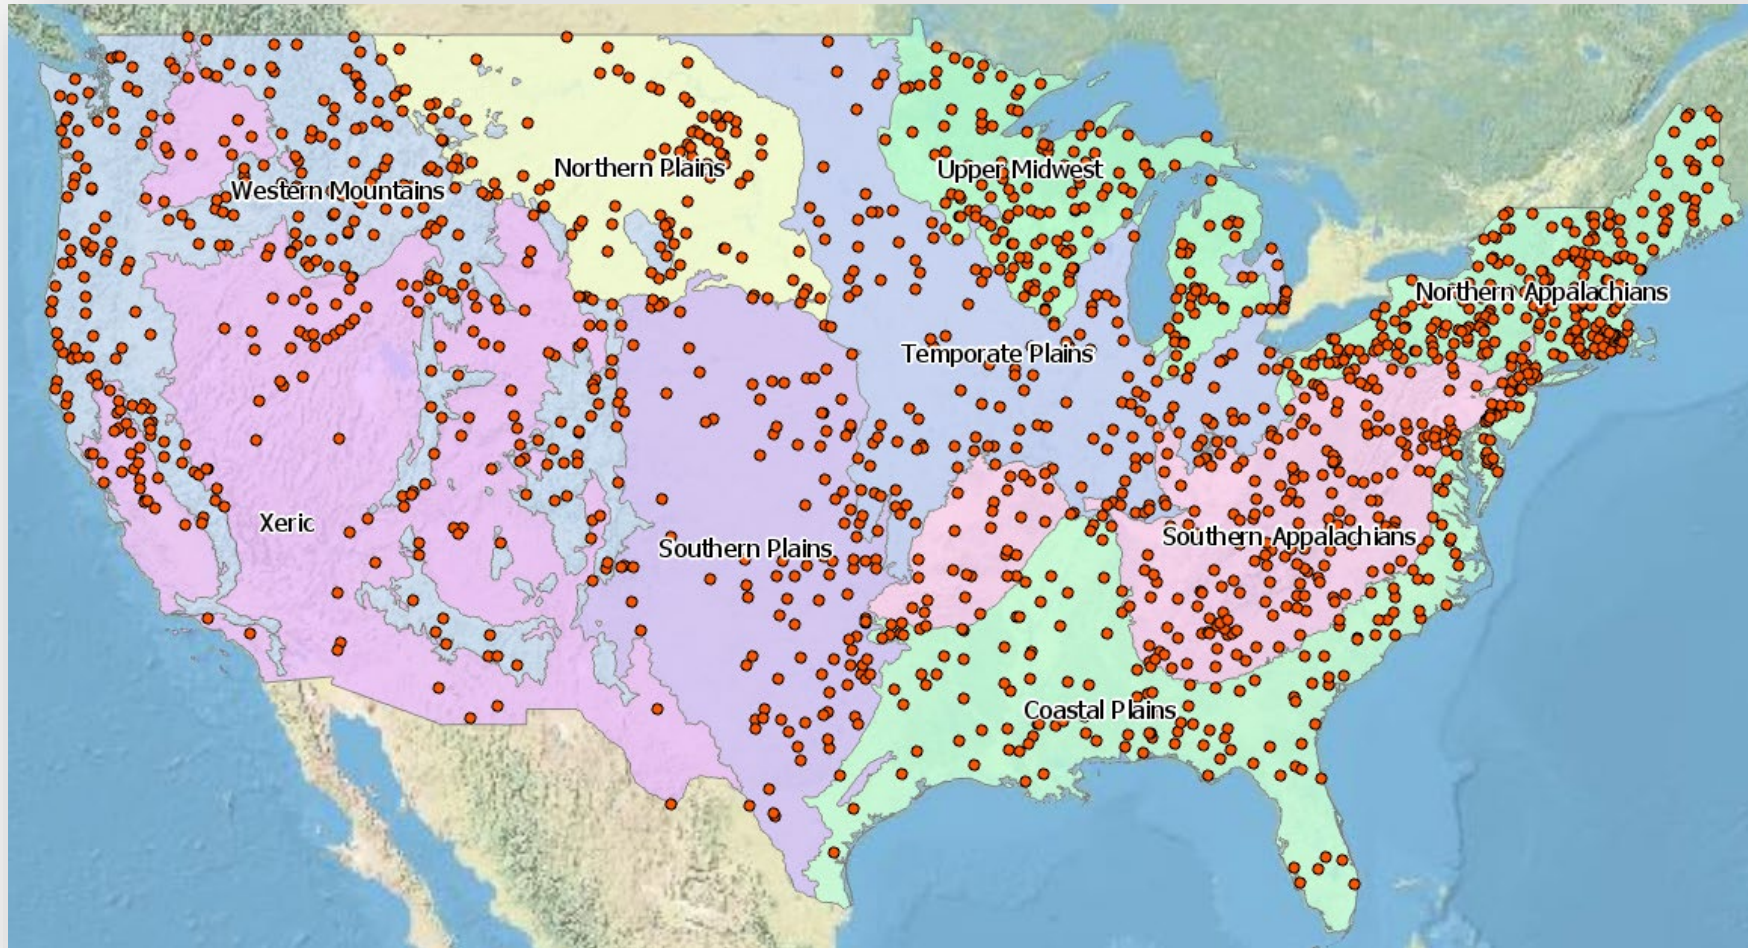 Northern Plains
Upper Midwest
Western Mountains
Northern Appalachians
Temporate Plains
Xeric
Southern Plains
Southern Appalachians
Coastal Plains